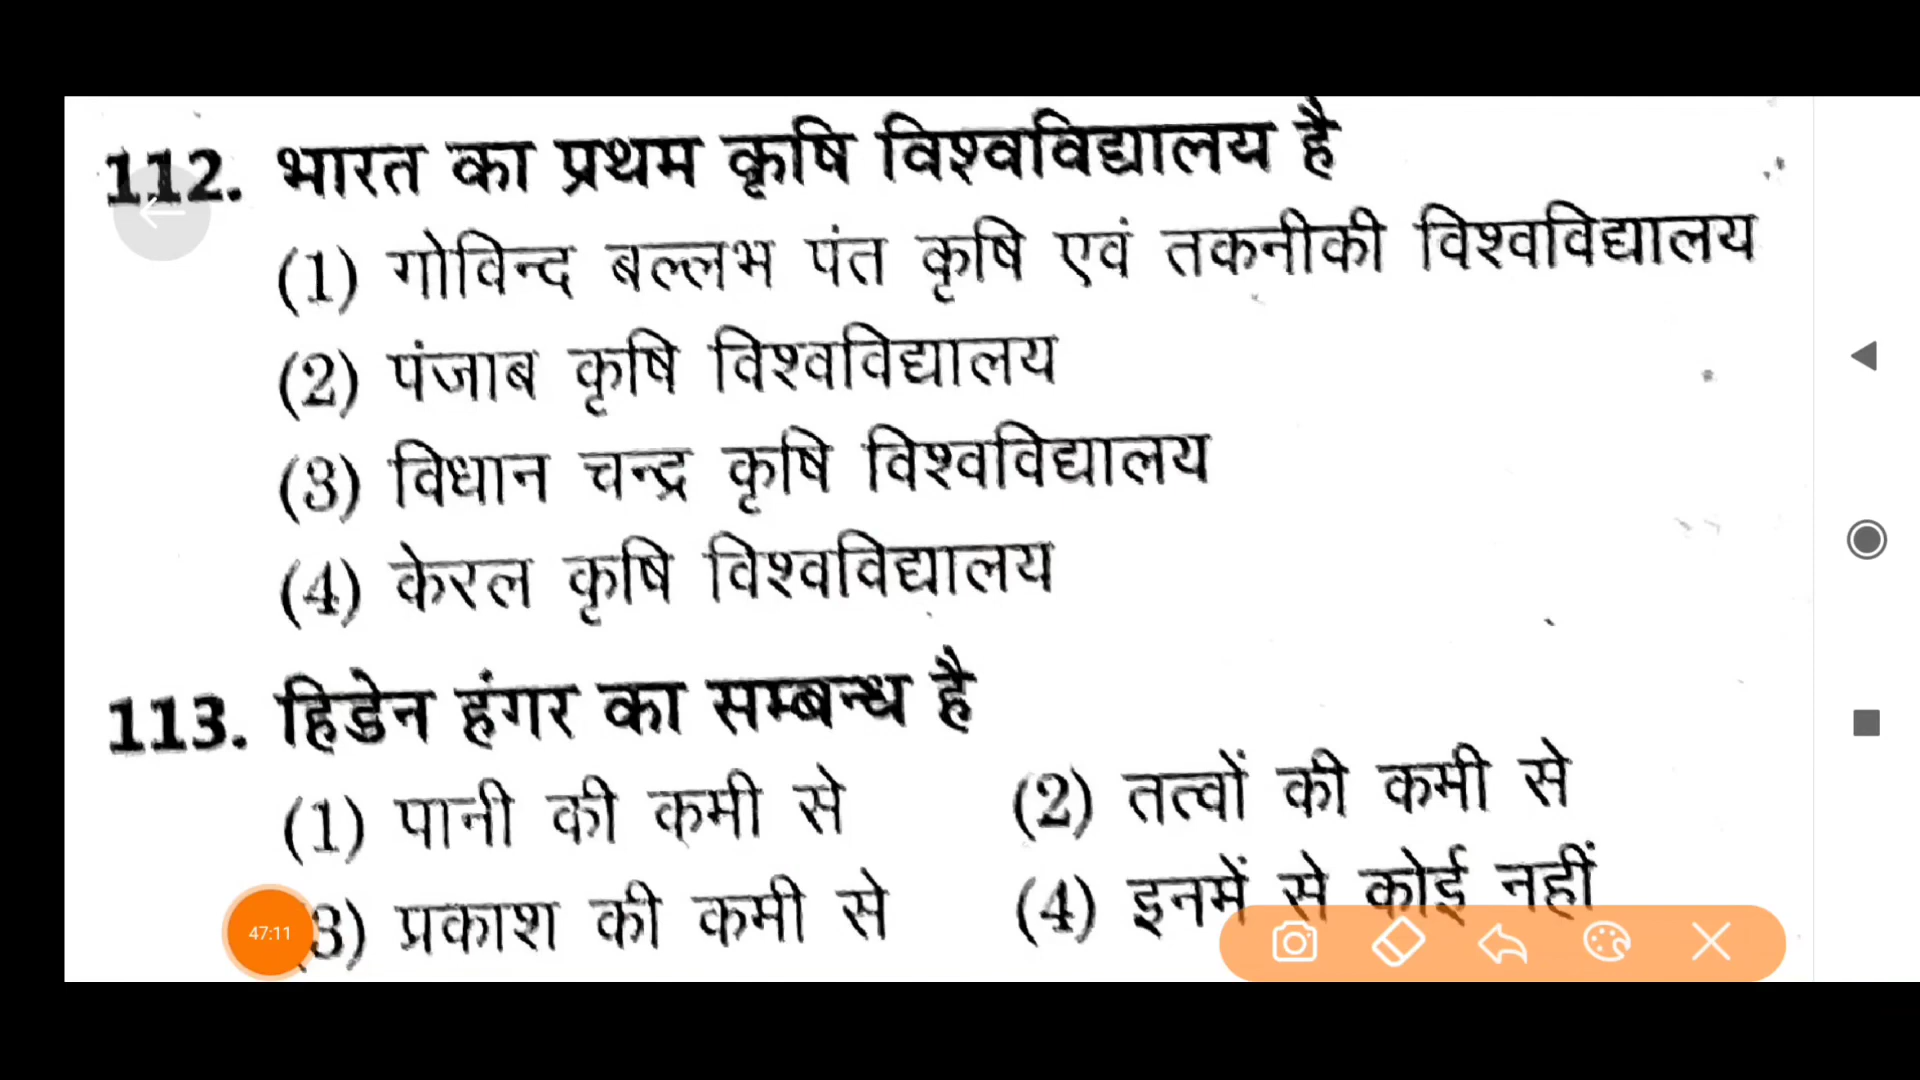 112. भारत का प्रथम कृषि विश्वविद्यालय है
(1) गोविन्द बल्लभ पंत कृषि एवं तकनीकी विश्वविद्यालय
(2) पंजाब कृषि विश्वविद्यालय
(3) विधान चन्द्र कृषि विश्वविद्यालय
(4) केरल कृषि विश्वविद्यालय
113. हिडेन हंगर का सम्बन्ध है
(1) पानी की कमी से (2) तत्वों की कमी से
(3) प्रकाश की कमी से (4) इनमें से कोई नहीं
47:11